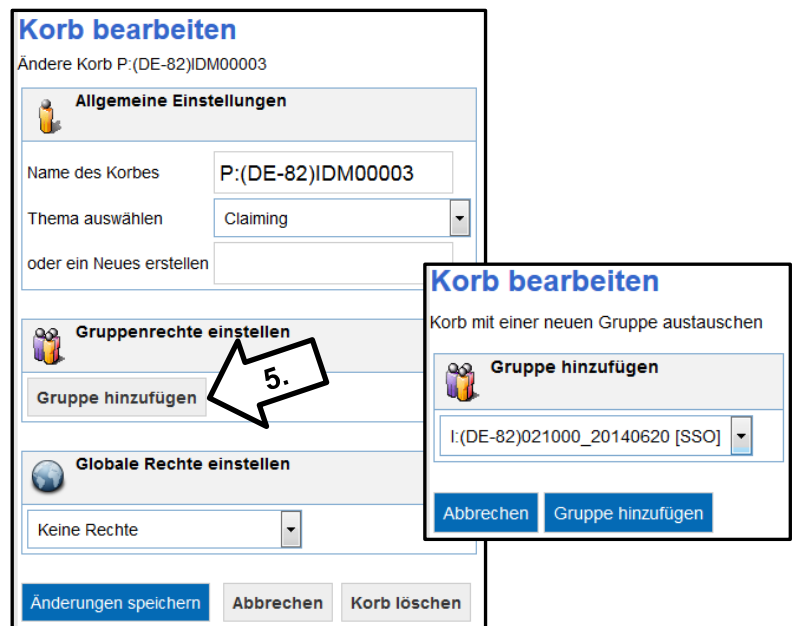 Korb bearbeiten
Ändere Korb P:(DE-82)IDM00003
Allgemeine Einstellungen
Name des Korbes P:(DE-82)IDM00003
Thema auswählen Claiming
oder ein Neues erstellen
Gruppenrechte einstellen
Gruppe hinzufügen
5.
Globale Rechte einstellen
Keine Rechte
Änderungen speichern Abbrechen Korb löschen
Korb bearbeiten
Korb mit einer neuen Gruppe austauschen
Gruppe hinzufügen
I:(DE-82)021000_20140620 [SSO]
Abbrechen Gruppe hinzufügen